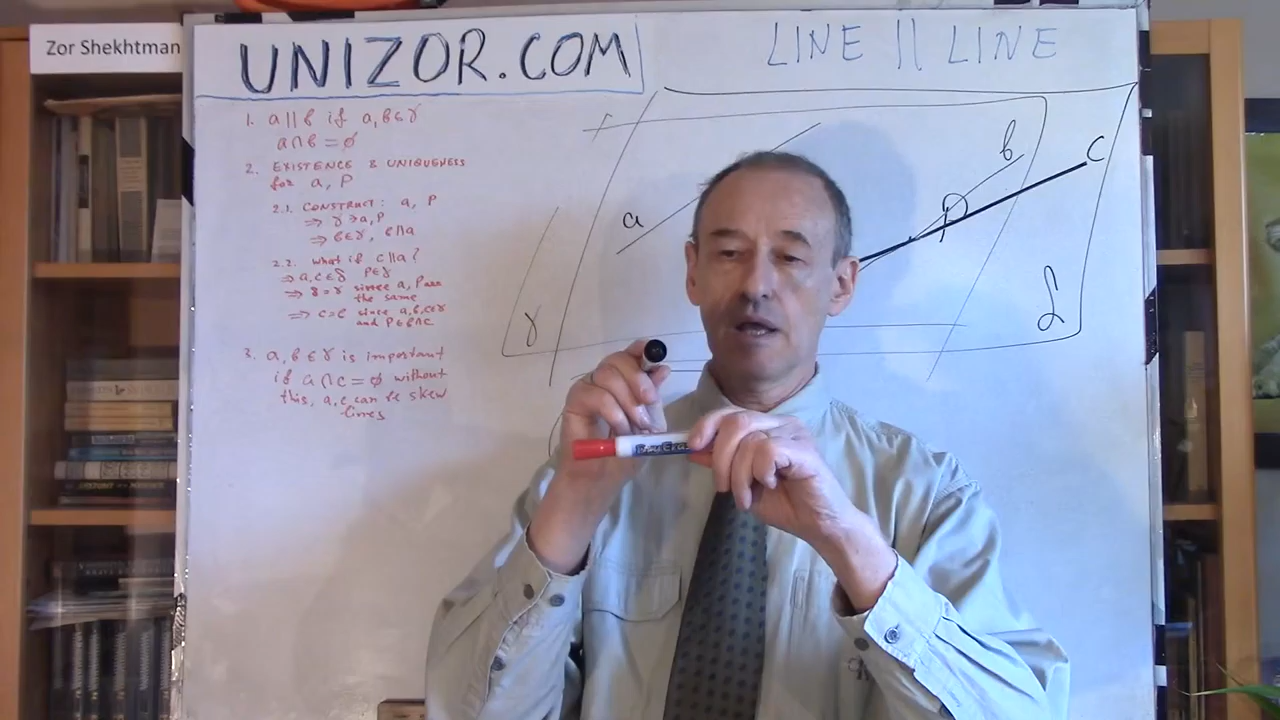 Zor Shekhtman
UNIZOR.COM
LINE || LINE
1. a||b if a,b∈γ
a∩b=∅
2. EXISTENCE & UNIQUENESS
for a, P
2.1. CONSTRUCT: a, P
⇒ γ∋a,P
⇒ b∈γ, b||a
2.2. What if c||a?
⇒ a,c∈δ P∈δ
⇒ δ=γ since a, P are
the same
⇒ c=b since a,b,c∈γ
and P∈b∩c
3. a,b∈γ is important
if a∩c=∅ without
this, a,c can be skew
lines
a
b
c
P
γ